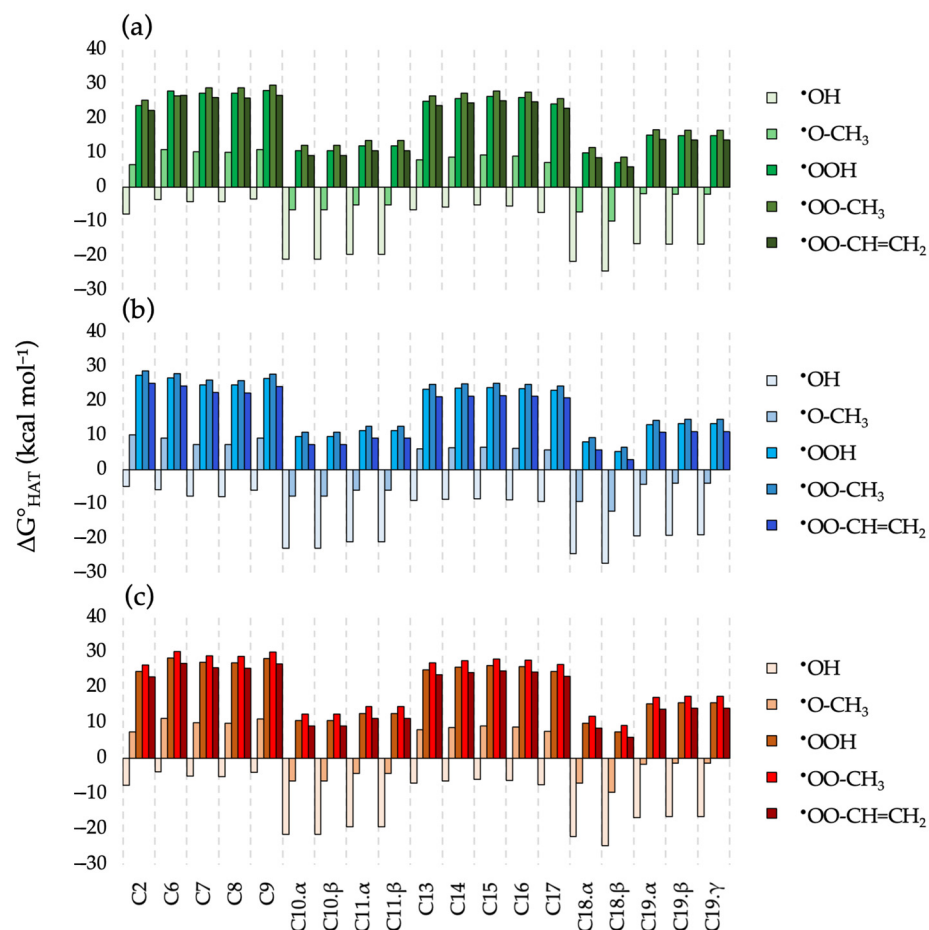 (a)
40
30
20
10
0
−10
−20
−30
•OH
•O-CH₃
•OOH
•OO-CH₃
•OO-CH=CH₂
(b)
40
30
20
10
0
−10
−20
−30
•OH
•O-CH₃
•OOH
•OO-CH₃
•OO-CH=CH₂
ΔG°HAT (kcal mol⁻¹)
(c)
40
30
20
10
0
−10
−20
−30
•OH
•O-CH₃
•OOH
•OO-CH₃
•OO-CH=CH₂
C2
C6
C7
C8
C9
C10.α
C10.β
C11.α
C11.β
C13
C14
C15
C16
C17
C18.α
C18.β
C19.α
C19.β
C19.γ